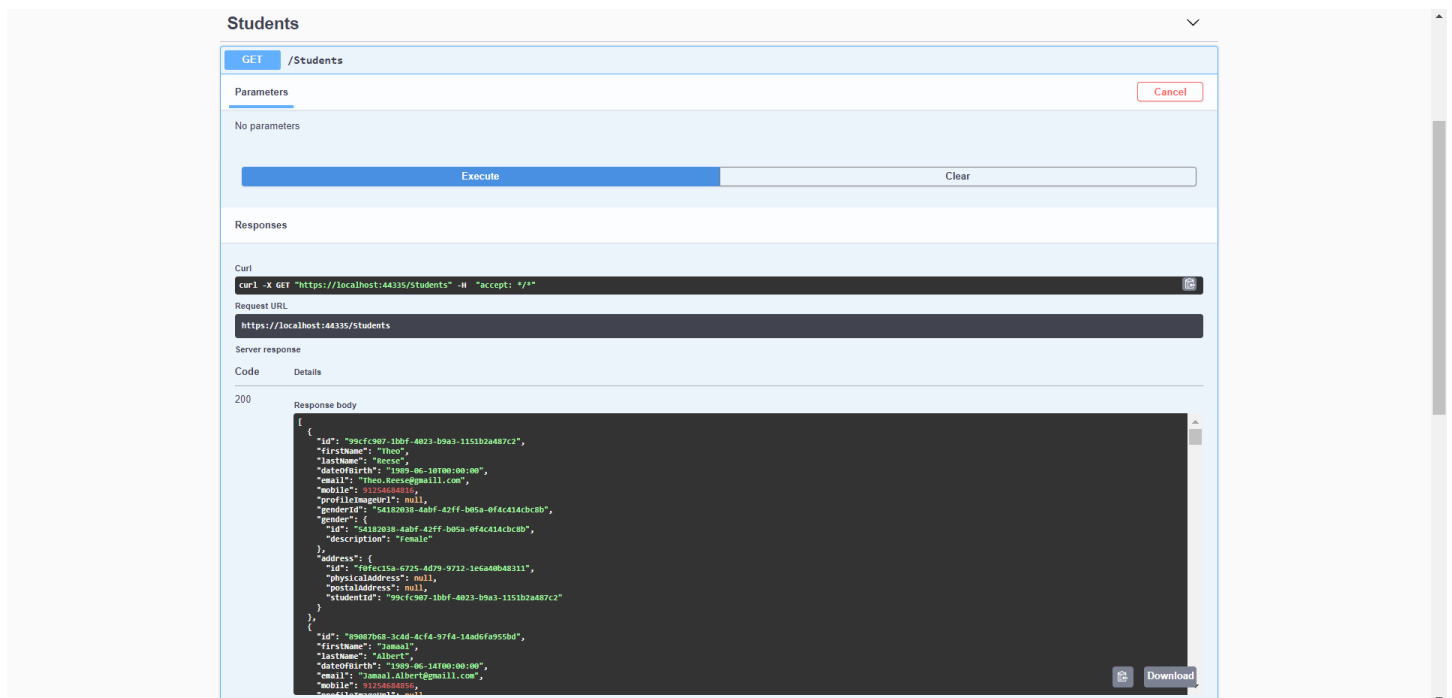 Students
GET /Students
Parameters
Cancel
No parameters
Execute
Clear
Responses
Curl
curl -X GET "https://localhost:44335/Students" -H  "accept: */*"
Request URL
https://localhost:44335/Students
Server response
Code Details
200
Response body
[
  {
    "id": "99cfc907-1bbf-4023-b9a3-1151b2a487c2",
    "firstName": "Theo",
    "lastName": "Reese",
    "dateOfBirth": "1989-06-10T00:00:00",
    "email": "Theo.Reese@gmaill.com",
    "mobile": 91254684816,
    "profileImageUrl": null,
    "genderId": "54182038-4abf-42ff-b05a-0f4c414cbc8b",
    "gender": {
      "id": "54182038-4abf-42ff-b05a-0f4c414cbc8b",
      "description": "Female"
    },
    "address": {
      "id": "f0fec15a-6725-4d79-9712-1e6a40b48311",
      "physicalAddress": null,
      "postalAddress": null,
      "studentId": "99cfc907-1bbf-4023-b9a3-1151b2a487c2"
    }
  },
  {
    "id": "89087b68-3c4d-4cf4-97f4-14ad6fa955bd",
    "firstName": "Jamaal",
    "lastName": "Albert",
    "dateOfBirth": "1989-06-14T00:00:00",
    "email": "Jamaal.Albert@gmaill.com",
    "mobile": 91254684856,
    "profileImageUrl": null
Download